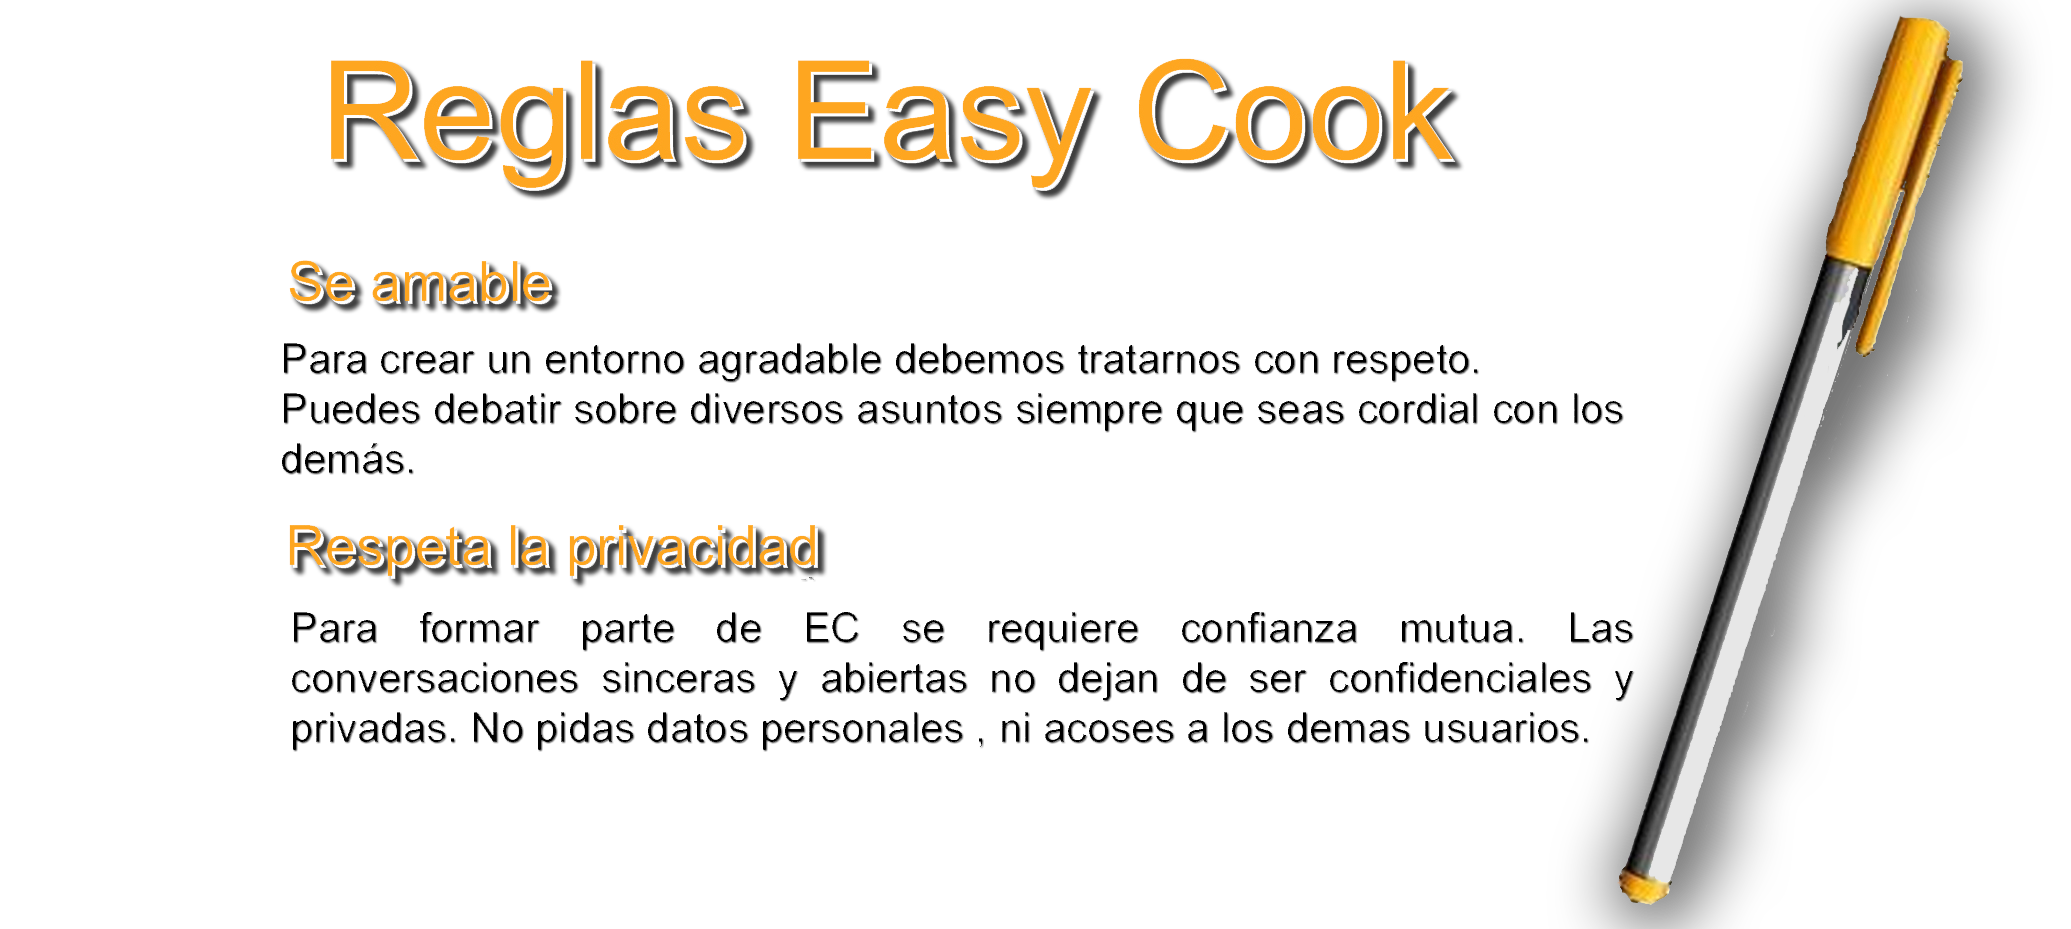 Reglas Easy Cook
Se amable
Para crear un entorno agradable debemos tratarnos con respeto.
Puedes debatir sobre diversos asuntos siempre que seas cordial con los
demás.
Respeta la privacidad
Para formar parte de EC se requiere confianza mutua. Las
conversaciones sinceras y abiertas no dejan de ser confidenciales y
privadas. No pidas datos personales , ni acoses a los demas usuarios.